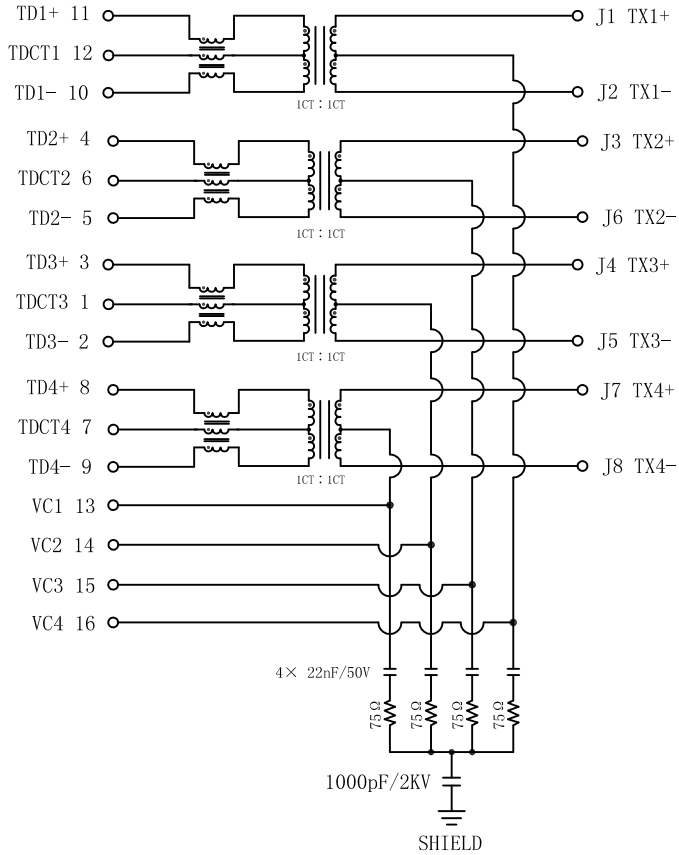 TD1+ 11
J1 TX1+
TDCT1 12
TD1- 10
J2 TX1-
1CT:1CT
TD2+ 4
J3 TX2+
TDCT2 6
TD2- 5
J6 TX2-
1CT:1CT
TD3+ 3
J4 TX3+
TDCT3 1
TD3- 2
J5 TX3-
1CT:1CT
TD4+ 8
J7 TX4+
TDCT4 7
TD4- 9
J8 TX4-
1CT:1CT
VC1 13
VC2 14
VC3 15
VC4 16
4× 22nF/50V
75Ω
75Ω
75Ω
75Ω
1000pF/2KV
SHIELD